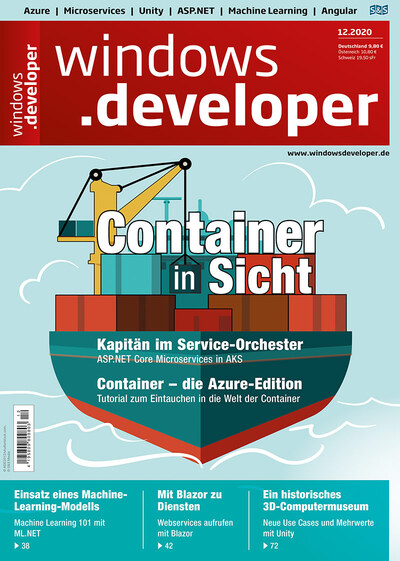 Azure | Microservices | Unity | ASP.NET | Machine Learning | Angular
S&S
windows
.developer
12.2020
Deutschland 9,80 €
Österreich 10,80 €
Schweiz 19,50 sFr
windows
.developer
www.windowsdeveloper.de
Container
in Sicht
Kapitän im Service-Orchester
ASP.NET Core Microservices in AKS
Container – die Azure-Edition
Tutorial zum Eintauchen in die Welt der Container
Einsatz eines Machine-
Learning-Modells
Machine Learning 101 mit
ML.NET
38
Mit Blazor zu
Diensten
Webservices aufrufen
mit Blazor
42
Ein historisches
3D-Computermuseum
Neue Use Cases und Mehrwerte
mit Unity
72